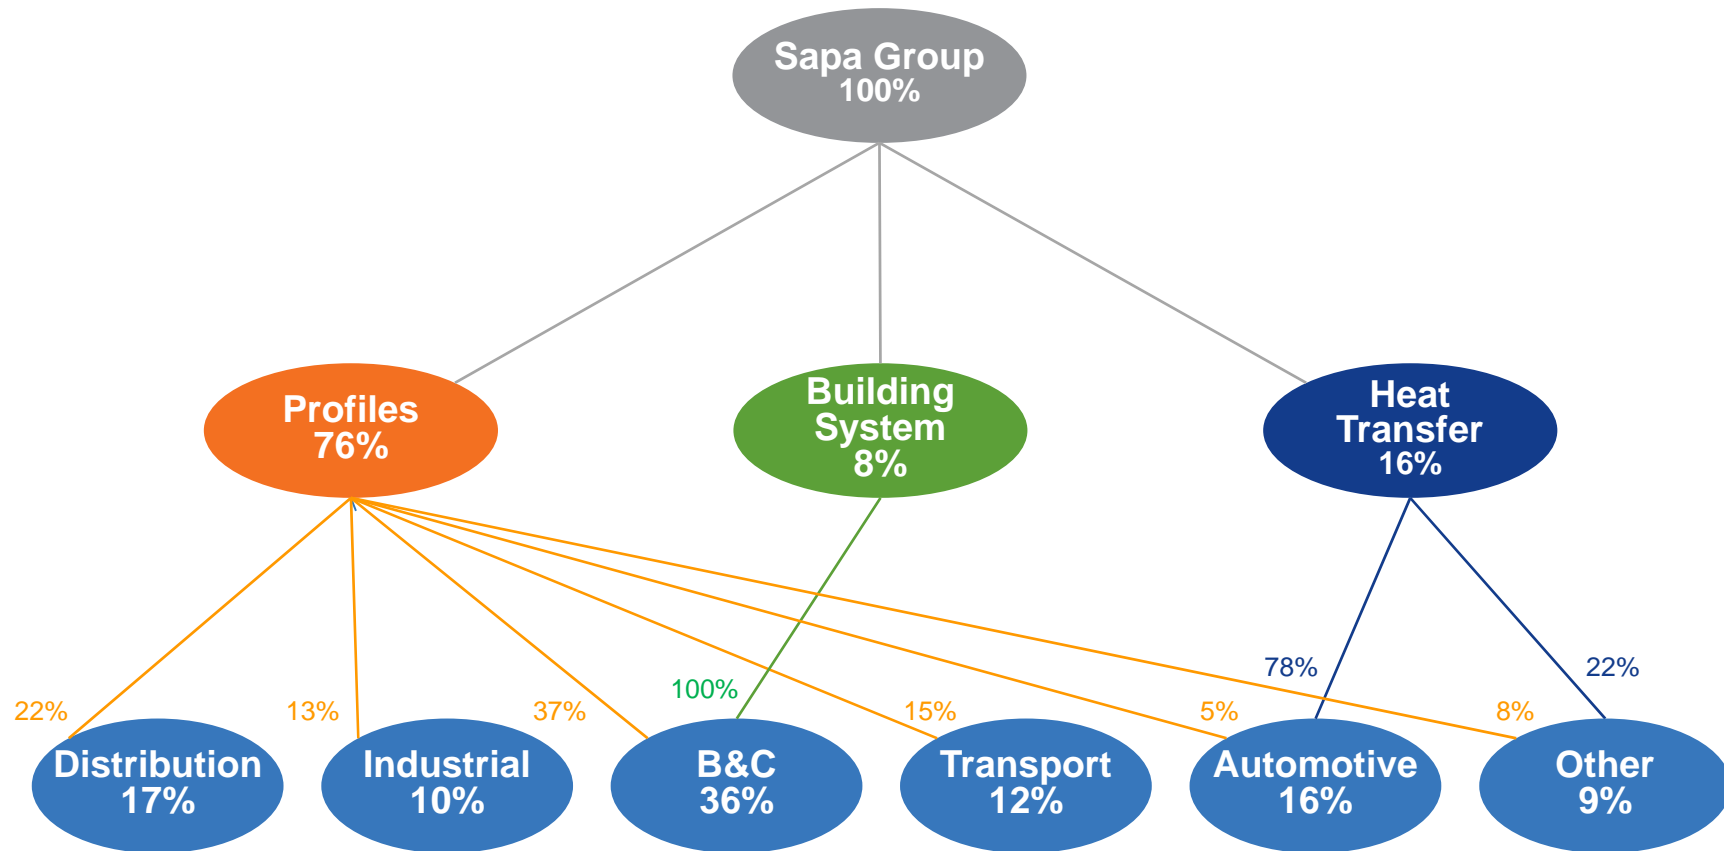 Sapa Group
100%
Profiles
76%
Building
System
8%
Heat
Transfer
16%
22%
13%
37%
100%
15%
5%
78%
8%
22%
Distribution
17%
Industrial
10%
B&C
36%
Transport
12%
Automotive
16%
Other
9%